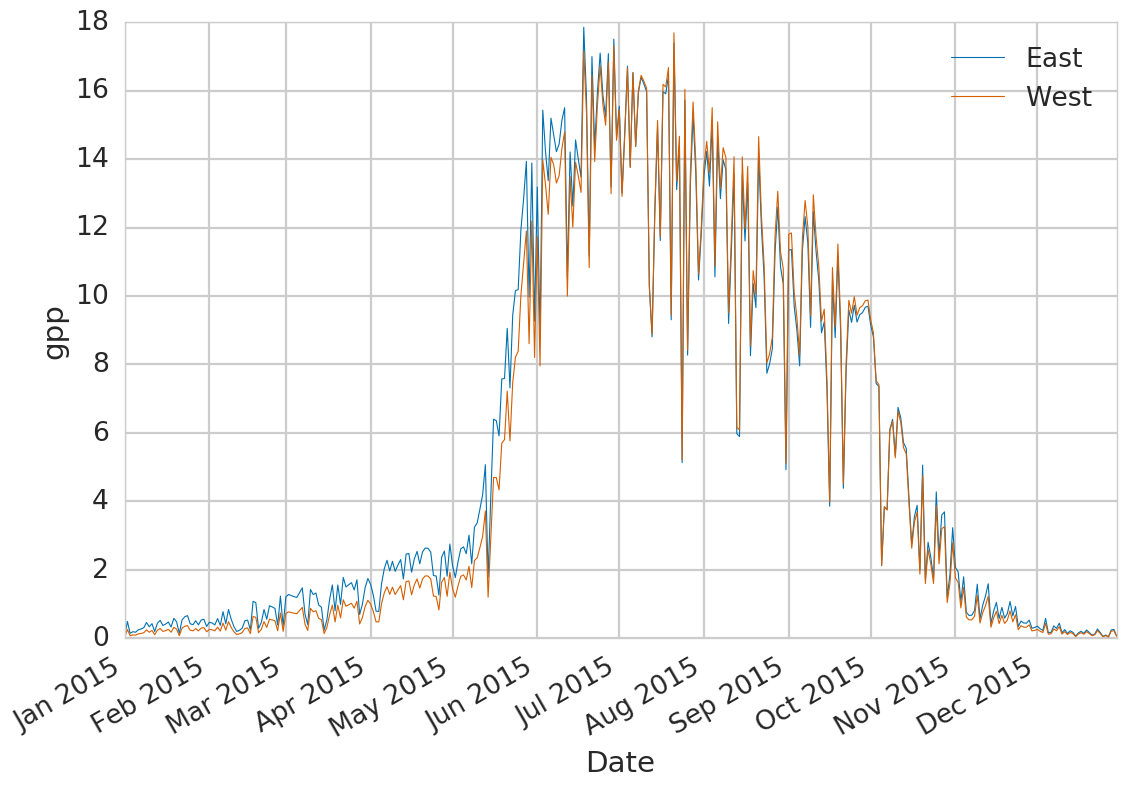 18
16
14
12
10
8
6
4
2
0
gpp
East
West
Jan 2015
Feb 2015
Mar 2015
Apr 2015
May 2015
Jun 2015
Jul 2015
Aug 2015
Sep 2015
Oct 2015
Nov 2015
Dec 2015
Date